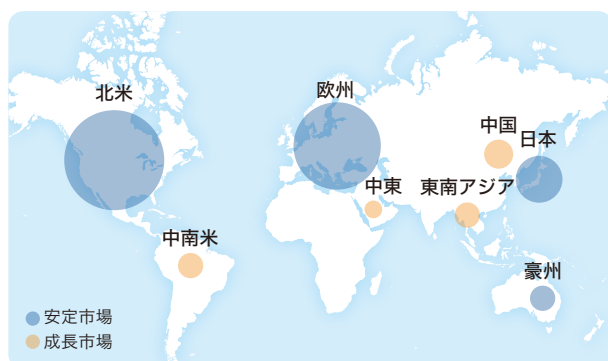 北米
欧州
中国
日本
中東
東南アジア
中南米
豪州
安定市場
成長市場